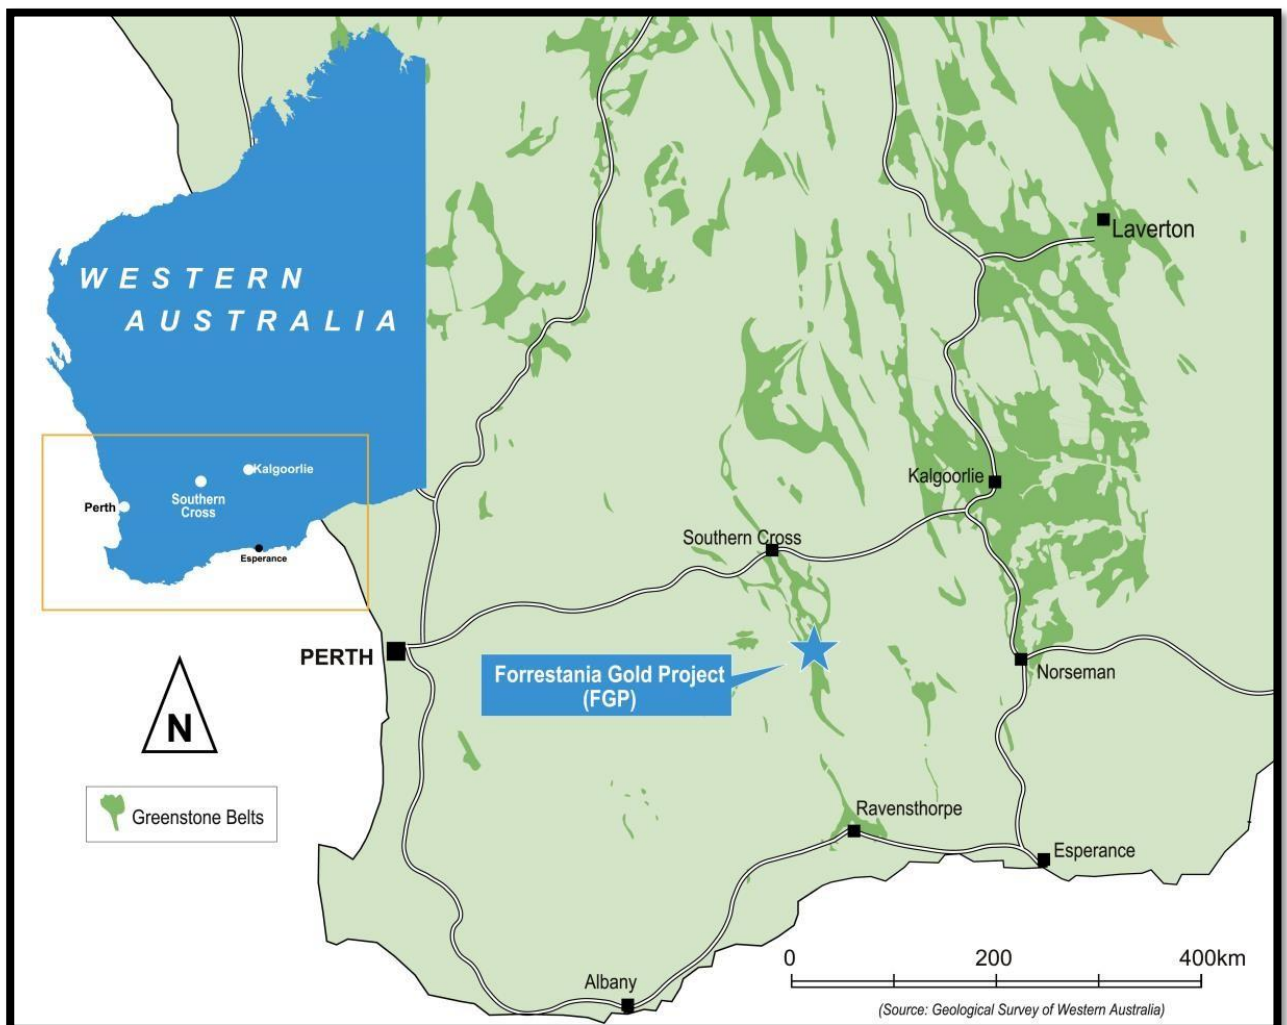 WESTERN
AUSTRALIA
Kalgoorlie
Southern
Cross
Perth
Esperance
Laverton
Kalgoorlie
Southern Cross
PERTH
Forrestania Gold Project
(FGP)
Norseman
N
Greenstone Belts
Ravensthorpe
Esperance
Albany
0 200 400km
(Source: Geological Survey of Western Australia)